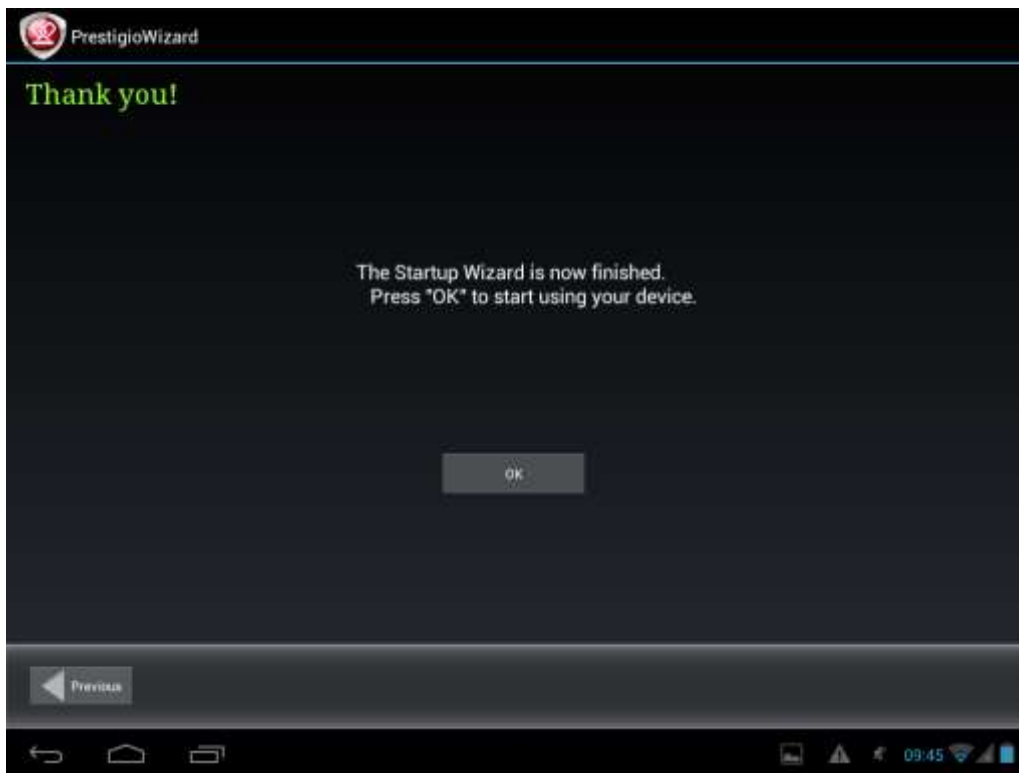 PrestigioWizard
Thank you!
The Startup Wizard is now finished.
Press "OK" to start using your device.
OK
Previous
09:45